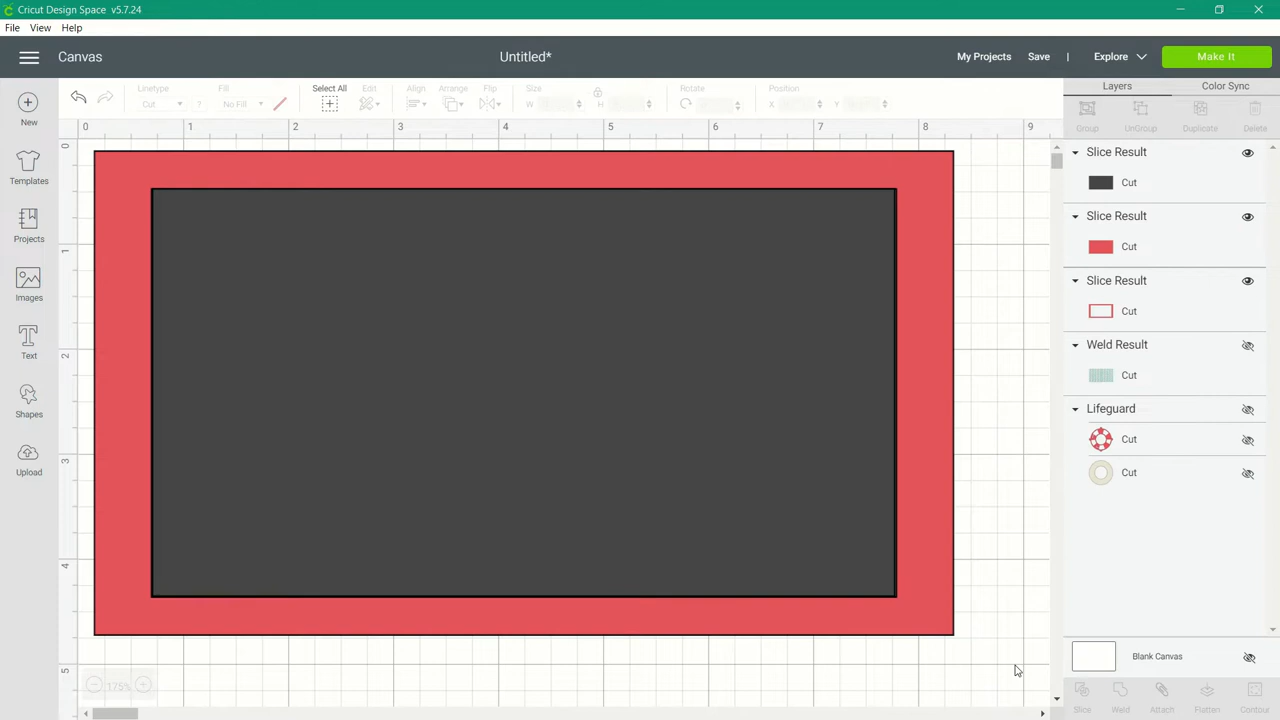 Cricut Design Space v5.7.24
File View Help
Canvas
Untitled*
My Projects Save | Explore Make It
Linetype Fill Select All Edit Align Arrange Flip Size Rotate Position
Cut ? No Fill W H X Y
Layers Color Sync
Group UnGroup Duplicate Delete
0 1 2 3 4 5 6 7 8 9
0
1
2
3
4
5
New
Templates
Projects
Images
Text
Shapes
Upload
Slice Result
Cut
Slice Result
Cut
Slice Result
Cut
Weld Result
Cut
Lifeguard
Cut
Cut
Blank Canvas
175%
Slice Weld Attach Flatten Contour